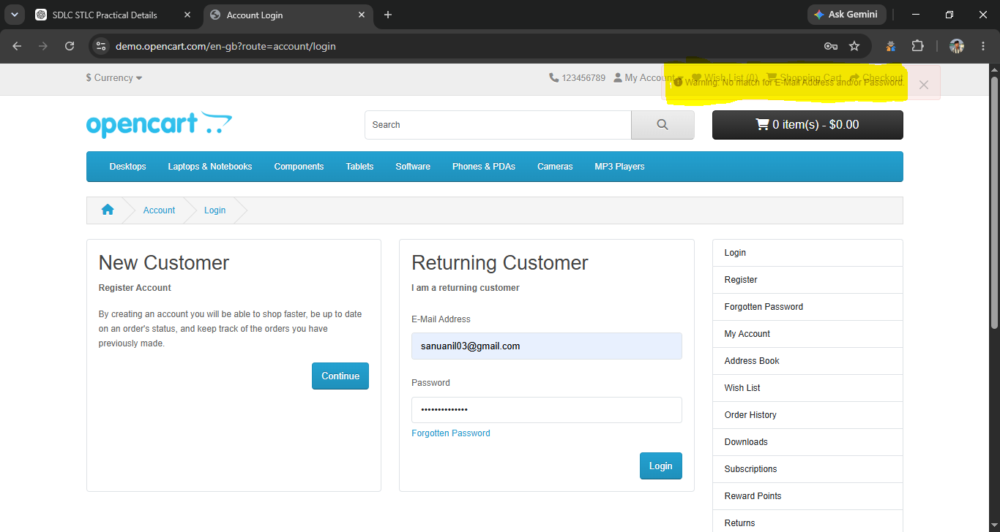 SDLC STLC Practical Details
Account Login
Ask Gemini
demo.opencart.com/en-gb?route=account/login
$ Currency
123456789
My Account
Wish List (0)
Shopping Cart
Checkout
Warning: No match for E-Mail Address and/or Password.
opencart
Search
0 item(s) - $0.00
Desktops
Laptops & Notebooks
Components
Tablets
Software
Phones & PDAs
Cameras
MP3 Players
Account
Login
New Customer
Register Account
By creating an account you will be able to shop faster, be up to date
on an order's status, and keep track of the orders you have
previously made.
Continue
Returning Customer
I am a returning customer
E-Mail Address
sanuanil03@gmail.com
Password
••••••••••••••
Forgotten Password
Login
Login
Register
Forgotten Password
My Account
Address Book
Wish List
Order History
Downloads
Subscriptions
Reward Points
Returns